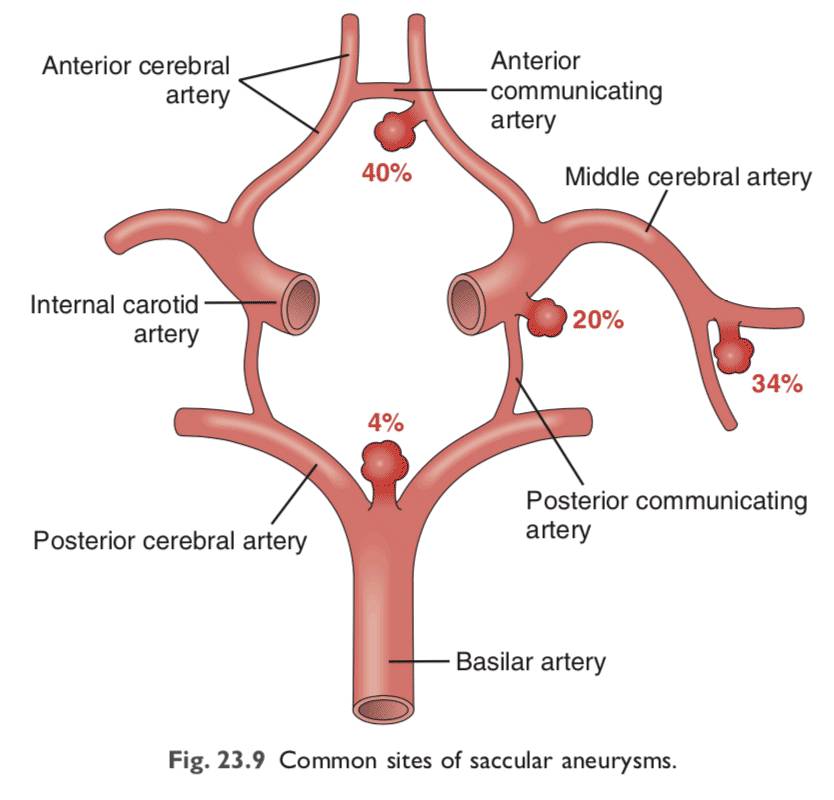 Anterior cerebral
artery
Anterior
communicating
artery
40%
Middle cerebral artery
Internal carotid
artery
20%
34%
4%
Posterior communicating
artery
Posterior cerebral artery
Basilar artery
Fig. 23.9 Common sites of saccular aneurysms.